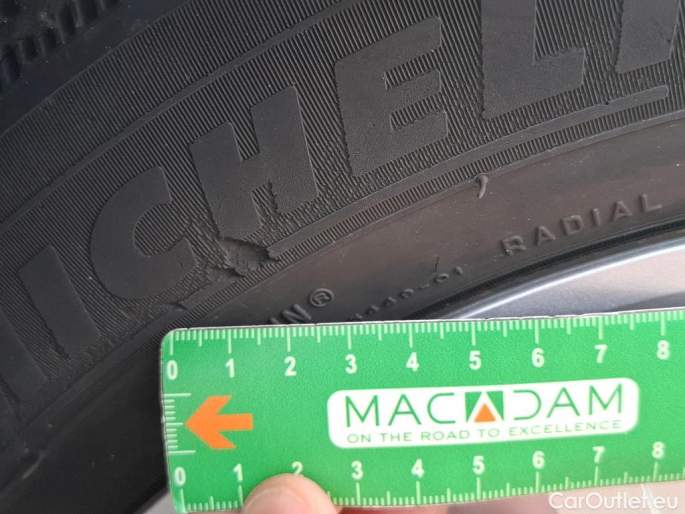 MICHELIN
RADIAL
0 1 2 3 4 5 6 7 8
MACADAM
ON THE ROAD TO EXCELLENCE
0 1 2 3 4 5 6 7 8
CarOutlet.eu